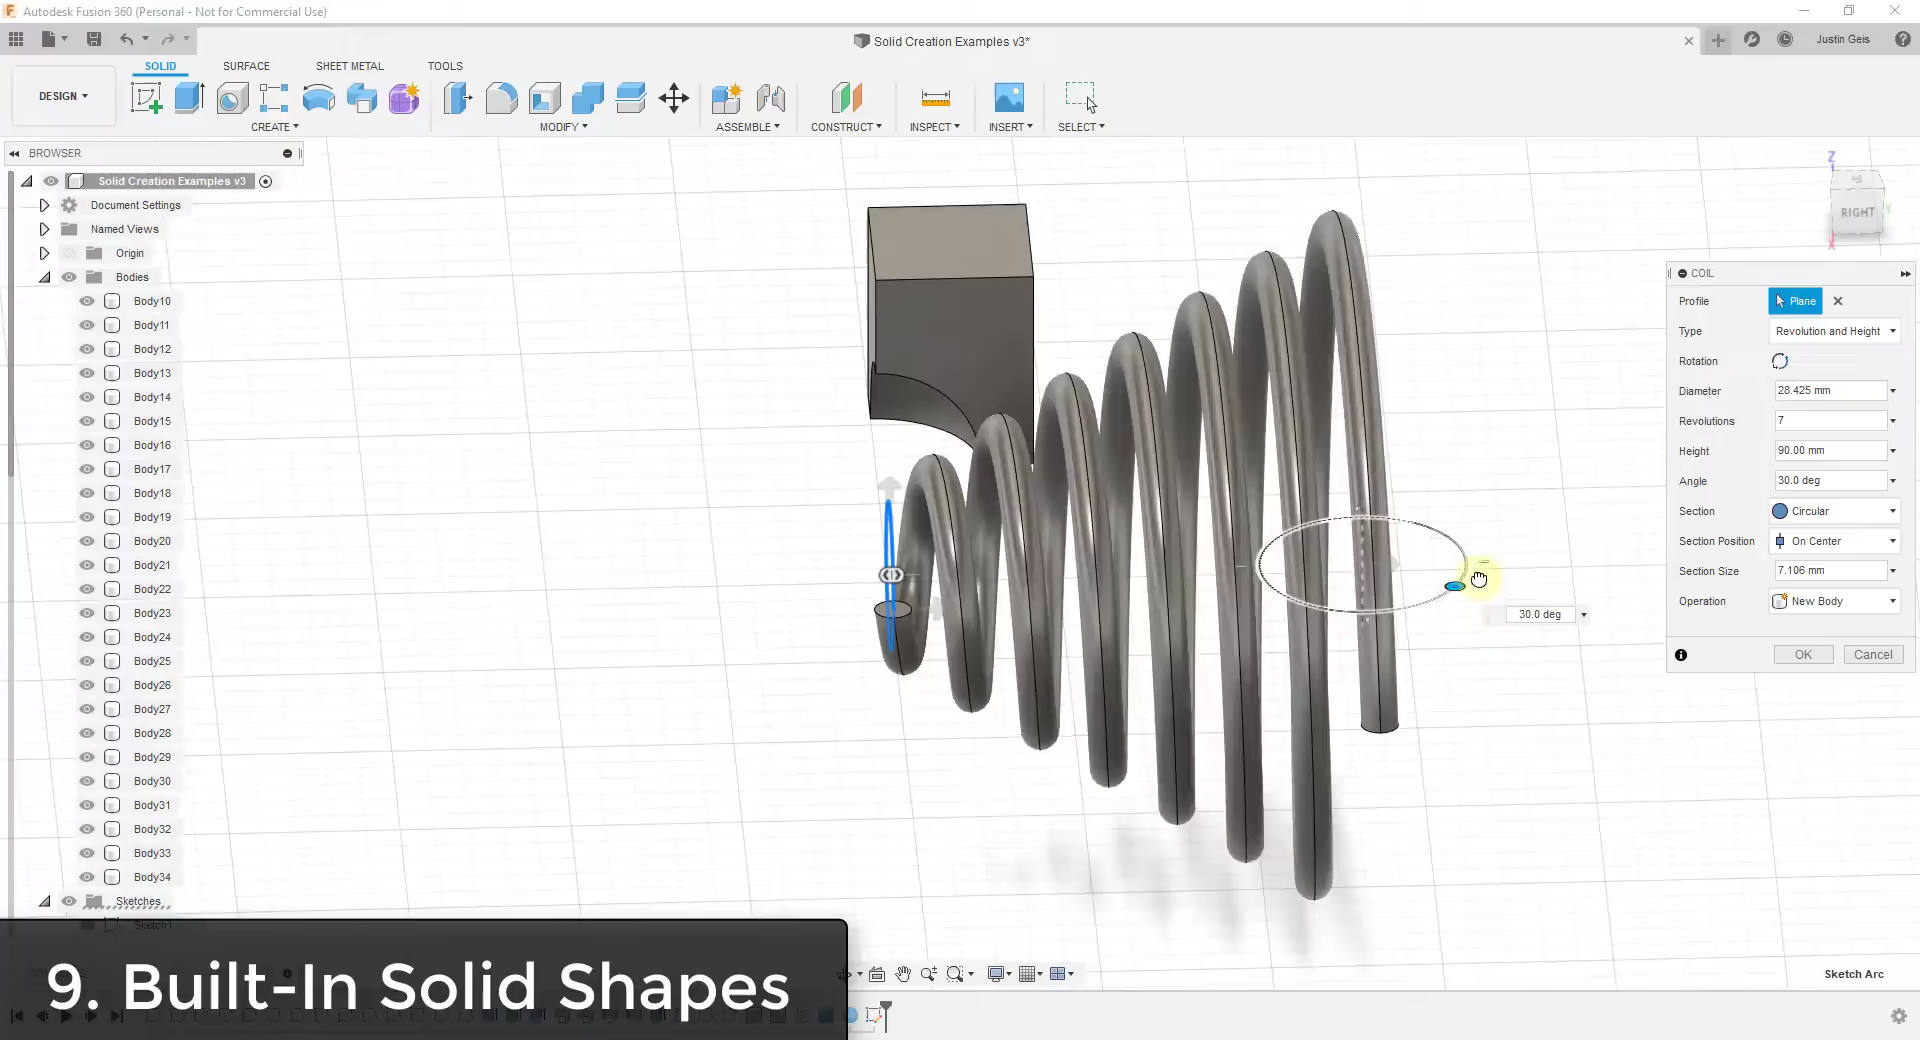 Autodesk Fusion 360 (Personal - Not for Commercial Use)
Solid Creation Examples v3*
Justin Geis
SOLID
SURFACE
SHEET METAL
TOOLS
DESIGN
CREATE
MODIFY
ASSEMBLE
CONSTRUCT
INSPECT
INSERT
SELECT
BROWSER
Solid Creation Examples v3
Document Settings
Named Views
Origin
Bodies
Body10
Body11
Body12
Body13
Body14
Body15
Body16
Body17
Body18
Body19
Body20
Body21
Body22
Body23
Body24
Body25
Body26
Body27
Body28
Body29
Body30
Body31
Body32
Body33
Body34
Sketches
Sketch1
Z
RIGHT
Y
X
COIL
Profile Plane
Type Revolution and Height
Rotation
Diameter 28.425 mm
Revolutions 7
Height 90.00 mm
Angle 30.0 deg
Section Circular
Section Position On Center
Section Size 7.106 mm
Operation New Body
OK Cancel
30.0 deg
Sketch Arc
9. Built-In Solid Shapes